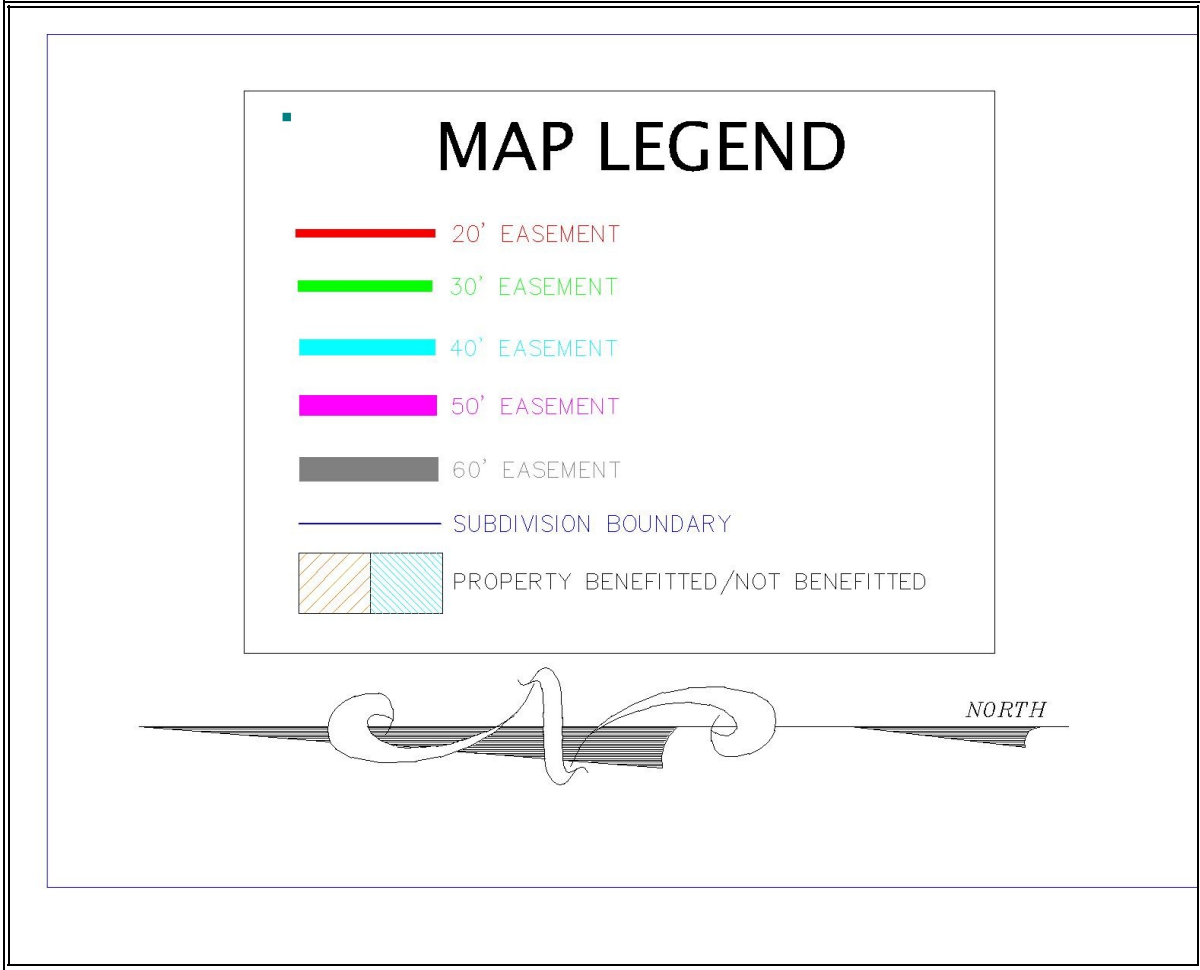 MAP LEGEND
20' EASEMENT
30' EASEMENT
40' EASEMENT
50' EASEMENT
60' EASEMENT
SUBDIVISION BOUNDARY
PROPERTY BENEFITTED/NOT BENEFITTED
NORTH